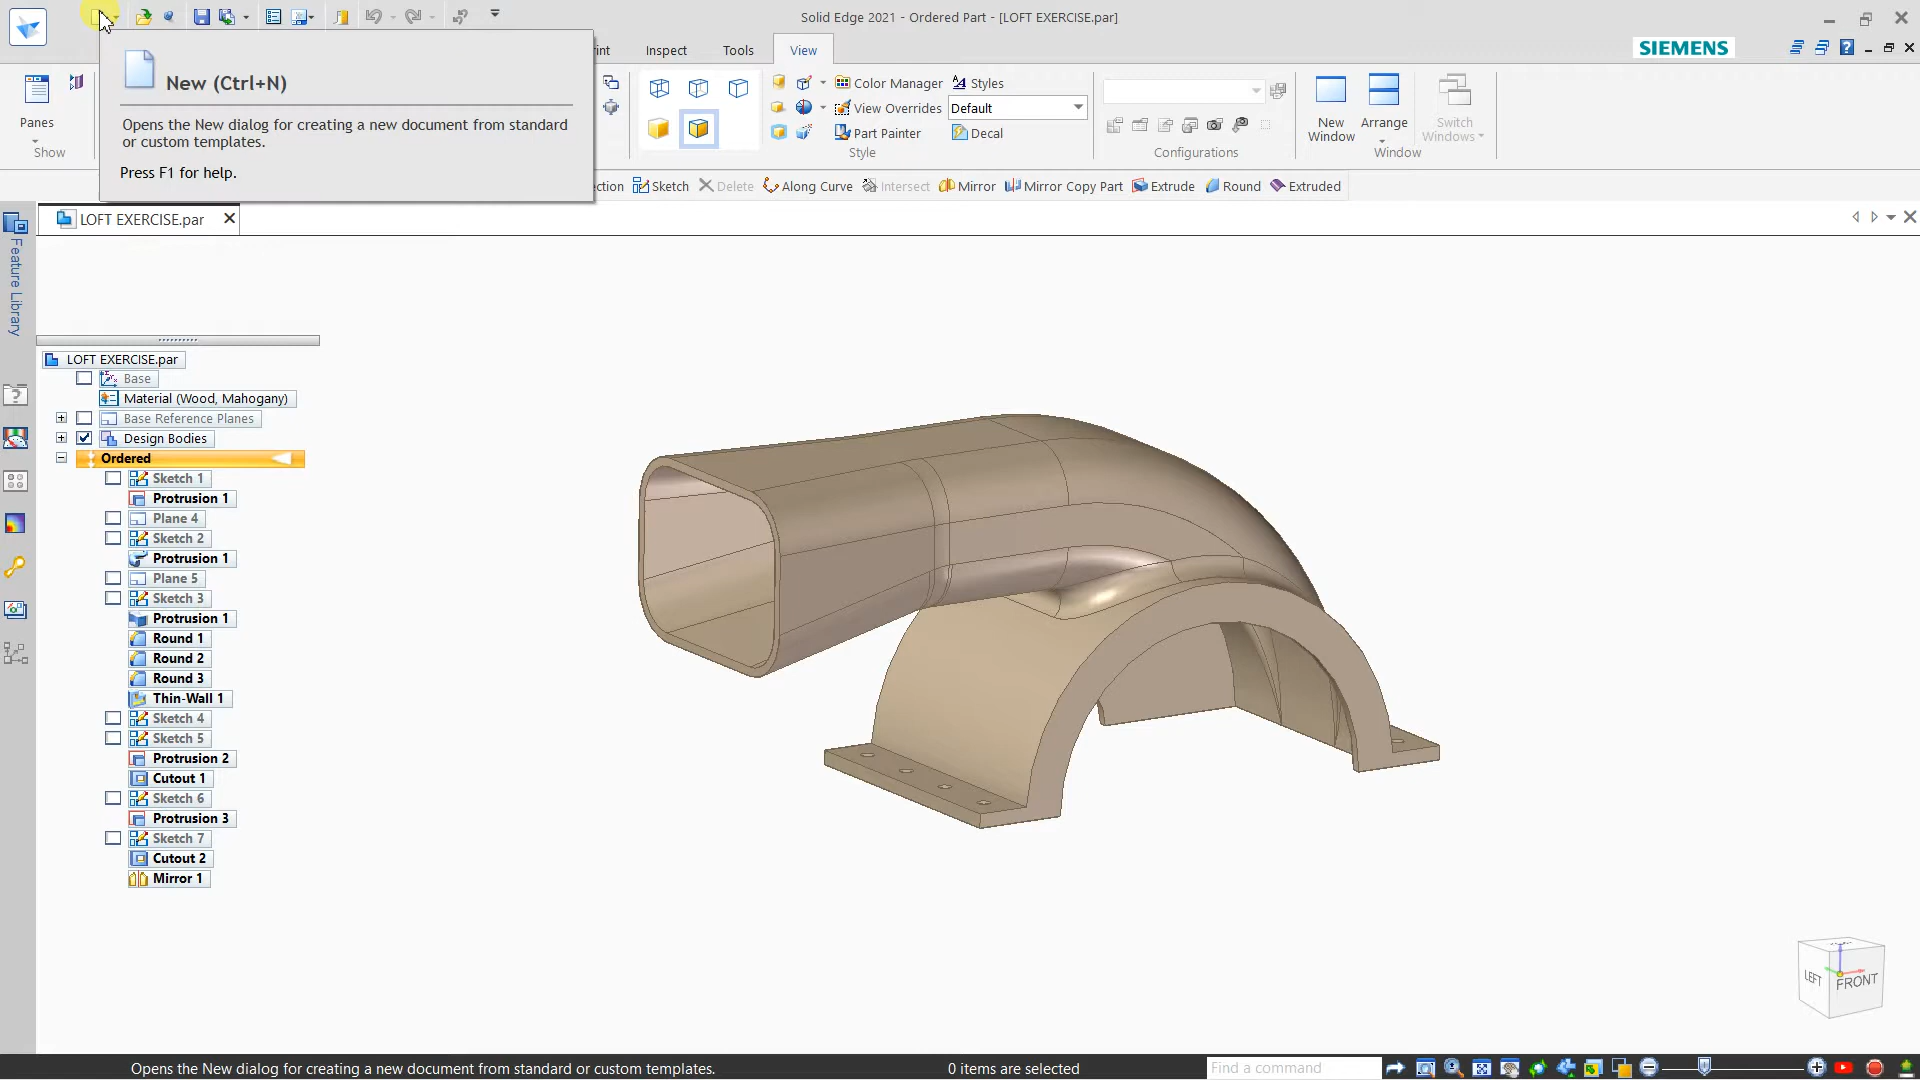 Solid Edge 2021 - Ordered Part - [LOFT EXERCISE.par]
Inspect
Tools
View
SIEMENS
New (Ctrl+N)
Opens the New dialog for creating a new document from standard
or custom templates.
Press F1 for help.
Panes
Show
Color Manager
Styles
View Overrides
Default
Part Painter
Decal
Style
Configurations
New
Window
Arrange
Switch
Windows
Window
Sketch
Delete
Along Curve
Intersect
Mirror
Mirror Copy Part
Extrude
Round
Extruded
LOFT EXERCISE.par
Feature Library
LOFT EXERCISE.par
Base
Material (Wood, Mahogany)
Base Reference Planes
Design Bodies
Ordered
Sketch 1
Protrusion 1
Plane 4
Sketch 2
Protrusion 1
Plane 5
Sketch 3
Protrusion 1
Round 1
Round 2
Round 3
Thin-Wall 1
Sketch 4
Sketch 5
Protrusion 2
Cutout 1
Sketch 6
Protrusion 3
Sketch 7
Cutout 2
Mirror 1
LEFT
FRONT
Opens the New dialog for creating a new document from standard or custom templates.
0 items are selected
Find a command